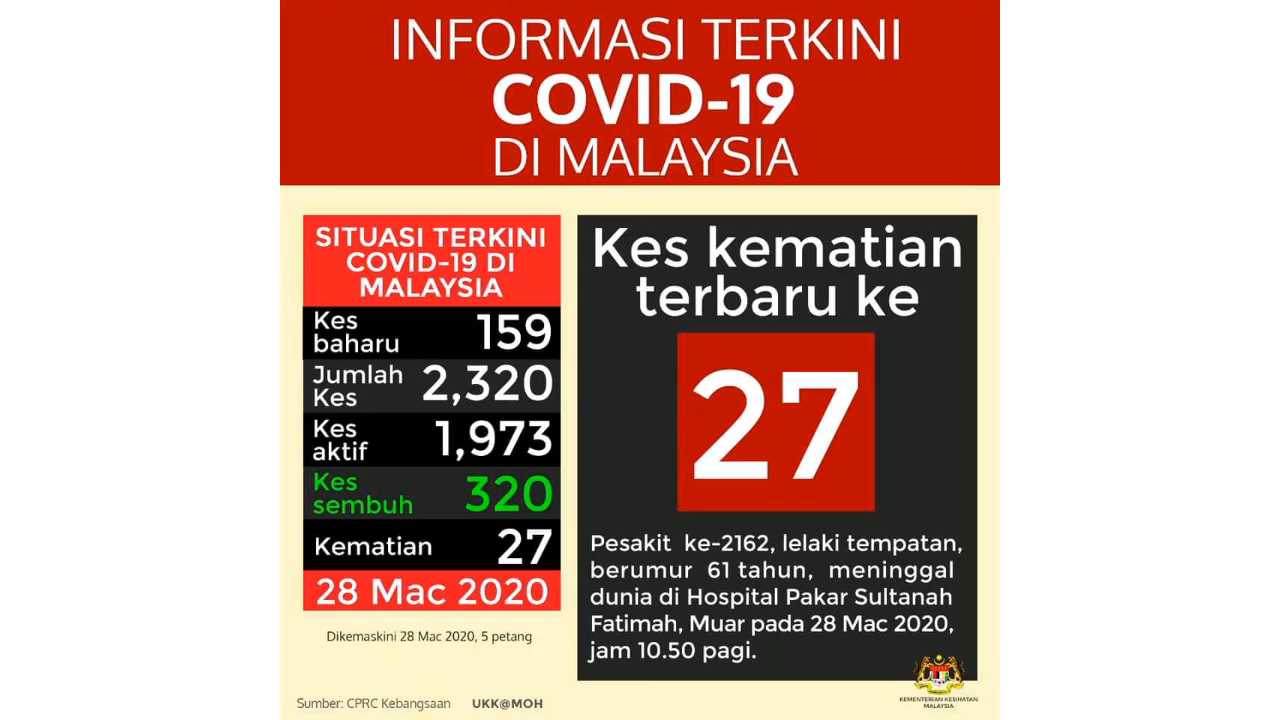 INFORMASI TERKINI
COVID-19
DI MALAYSIA
SITUASI TERKINI
COVID-19 DI
MALAYSIA
Kes
baharu 159
Jumlah
Kes 2,320
Kes
aktif 1,973
Kes
sembuh 320
Kematian 27
28 Mac 2020
Dikemaskini 28 Mac 2020, 5 petang
Kes kematian
terbaru ke
27
Pesakit ke-2162, lelaki tempatan,
berumur 61 tahun, meninggal
dunia di Hospital Pakar Sultanah
Fatimah, Muar pada 28 Mac 2020,
jam 10.50 pagi.
KEMENTERIAN KESIHATAN
MALAYSIA
Sumber: CPRC Kebangsaan UKK@MOH